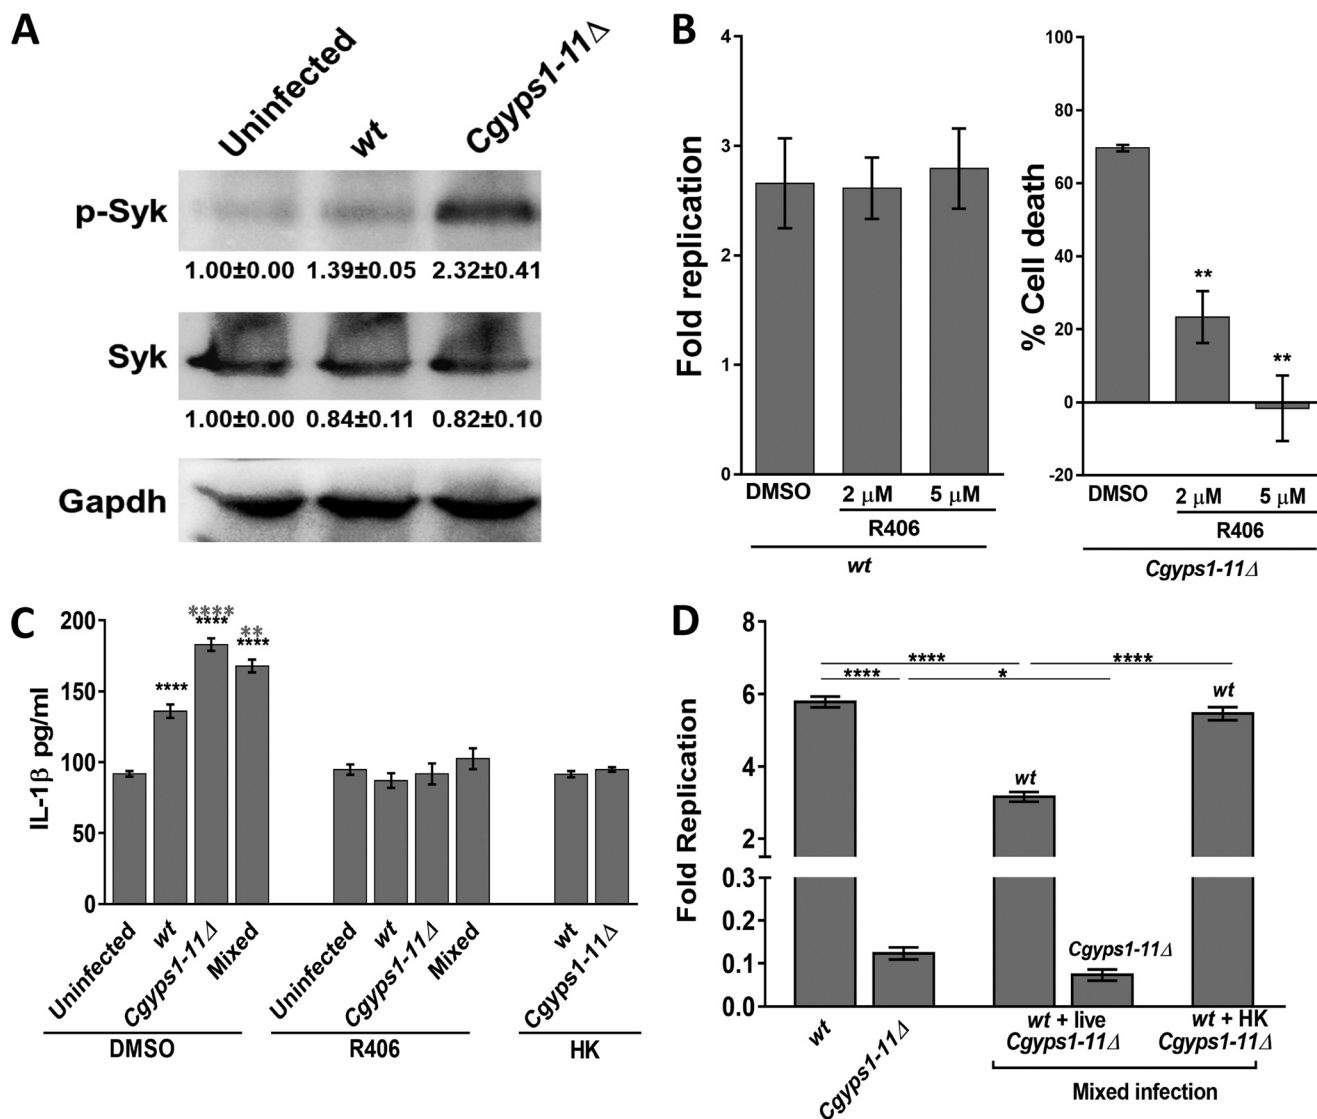 A
Uninfected
wt
Cgyps1-11Δ
p-Syk
1.00±0.00 1.39±0.05 2.32±0.41
Syk
1.00±0.00 0.84±0.11 0.82±0.10
Gapdh
B
Fold replication
4
3
2
1
0
DMSO 2 μM 5 μM
R406
wt
% Cell death
100
80
60
40
20
0
-20
**
**
DMSO 2 μM 5 μM
R406
Cgyps1-11Δ
C
IL-1β pg/ml
200
150
100
50
0
****
****
****
**
****
Uninfected
wt
Cgyps1-11Δ
Mixed
DMSO
Uninfected
wt
Cgyps1-11Δ
Mixed
R406
wt
Cgyps1-11Δ
HK
D
Fold Replication
8
6
4
2
0.3
0.2
0.1
0.0
**** ****
**** *
wt
wt
Cgyps1-11Δ
wt
Cgyps1-11Δ
wt + live
Cgyps1-11Δ
wt + HK
Cgyps1-11Δ
Mixed infection